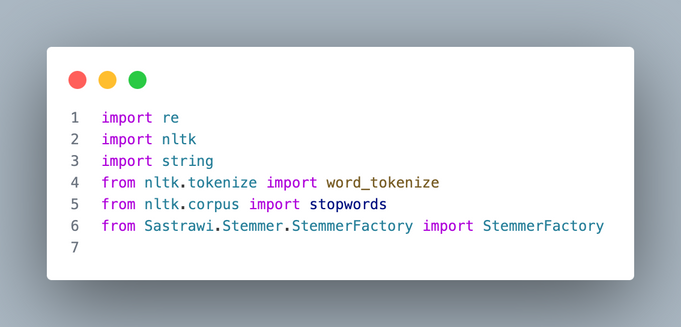 1 import re
2 import nltk
3 import string
4 from nltk.tokenize import word_tokenize
5 from nltk.corpus import stopwords
6 from Sastrawi.Stemmer.StemmerFactory import StemmerFactory
7